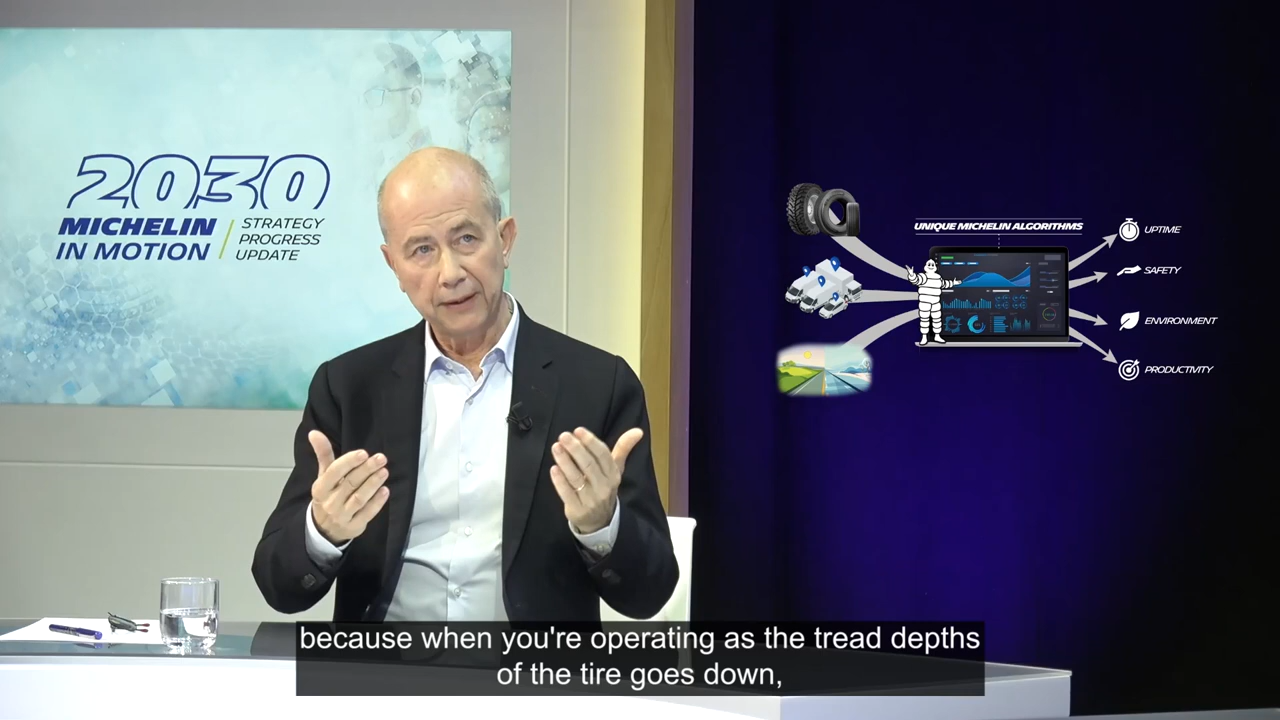 2030
MICHELIN
IN MOTION
STRATEGY
PROGRESS
UPDATE
UNIQUE MICHELIN ALGORITHMS
UPTIME
SAFETY
ENVIRONMENT
PRODUCTIVITY
because when you're operating as the tread depths
of the tire goes down,